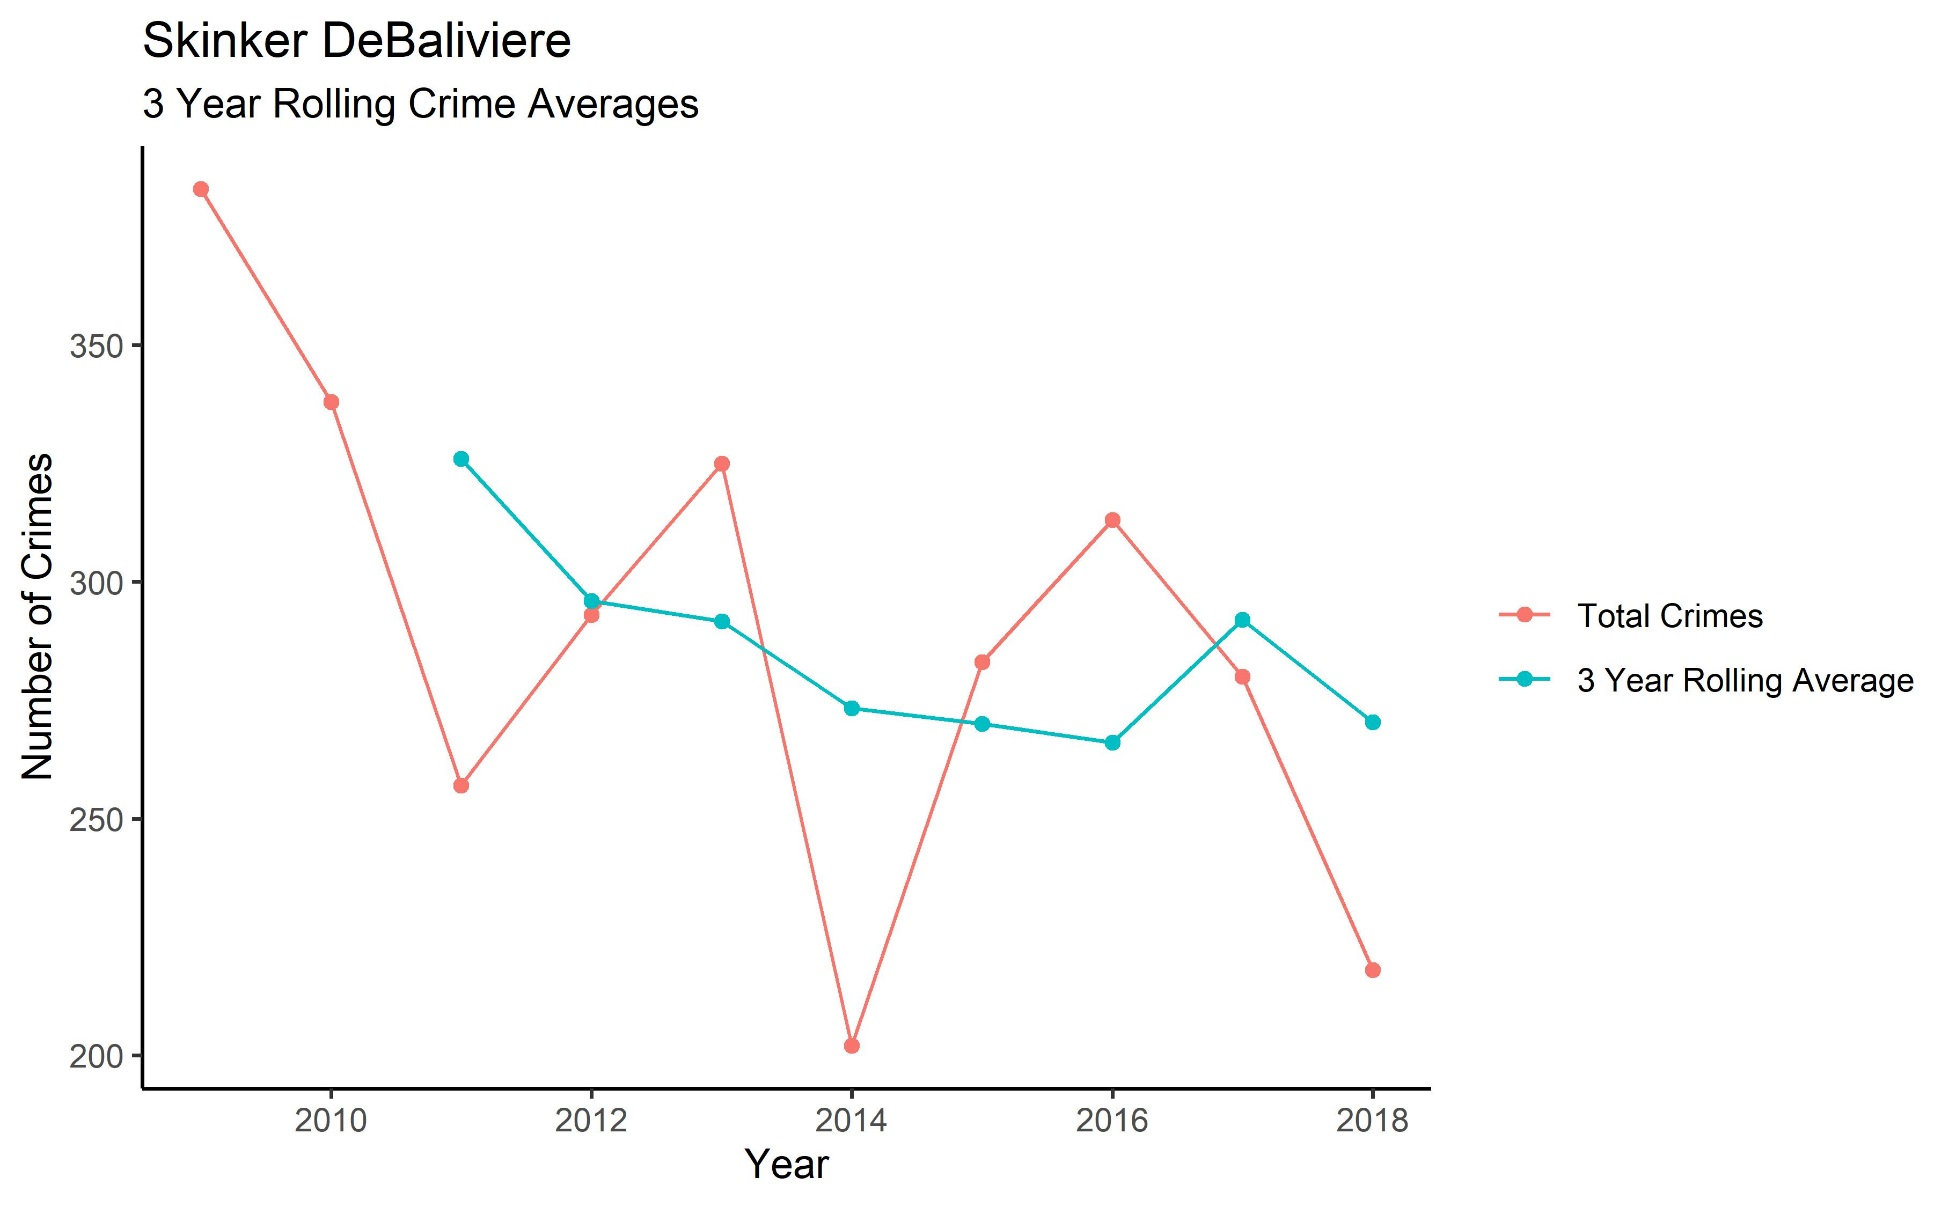 Skinker DeBaliviere
3 Year Rolling Crime Averages
Number of Crimes
350
300
250
200
2010 2012 2014 2016 2018
Year
Total Crimes
3 Year Rolling Average